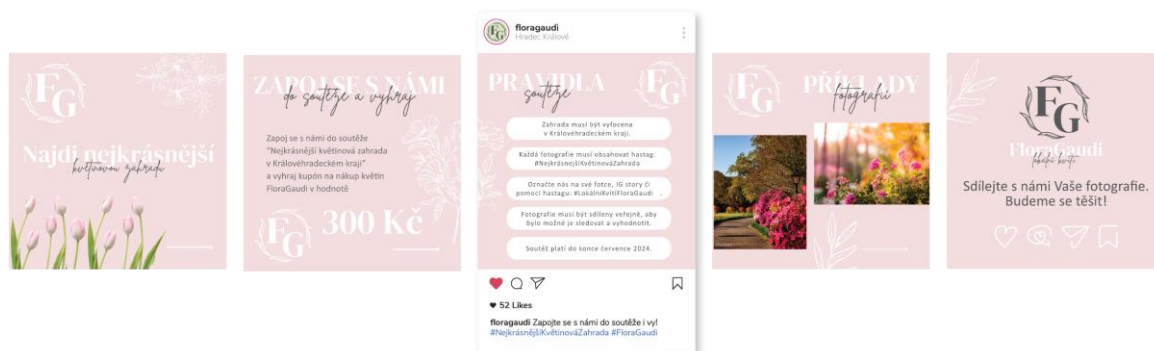 FG
Najdi nejkrásnější
květinovou zahradu
ZAPOJ SE S NÁMI
do soutěže a vyhraj
Zapoj se s námi do soutěže
"Nejkrásnější květinová zahrada
v Královéhradeckém kraji"
a vyhraj kupón na nákup květin
FloraGaudi v hodnotě
FG
300 Kč
FG
floragaudi
Hradec Králové
PRAVIDLA
soutěže
FG
Zahrada musí být vyfocena
v Královéhradeckém kraji.
Každá fotografie musí obsahovat hastag:
#NejkrásnejšíKvětinováZahrada
Označte nás na své fotce, IG story či
pomocí hastagu: #LokálníKvítíFloraGaudi .
Fotografie musí být sdíleny veřejně, aby
bylo možné je sledovat a vyhodnotit.
Soutěž platí do konce července 2024.
52 Likes
floragaudi Zapojte se s námi do soutěže i vy!
#NejkrásnějšíKvětinováZahrada #FloraGaudi
FG
PŘÍKLADY
fotografií
FG
FloraGaudi
lokální kvítí
Sdílejte s námi Vaše fotografie.
Budeme se těšit!